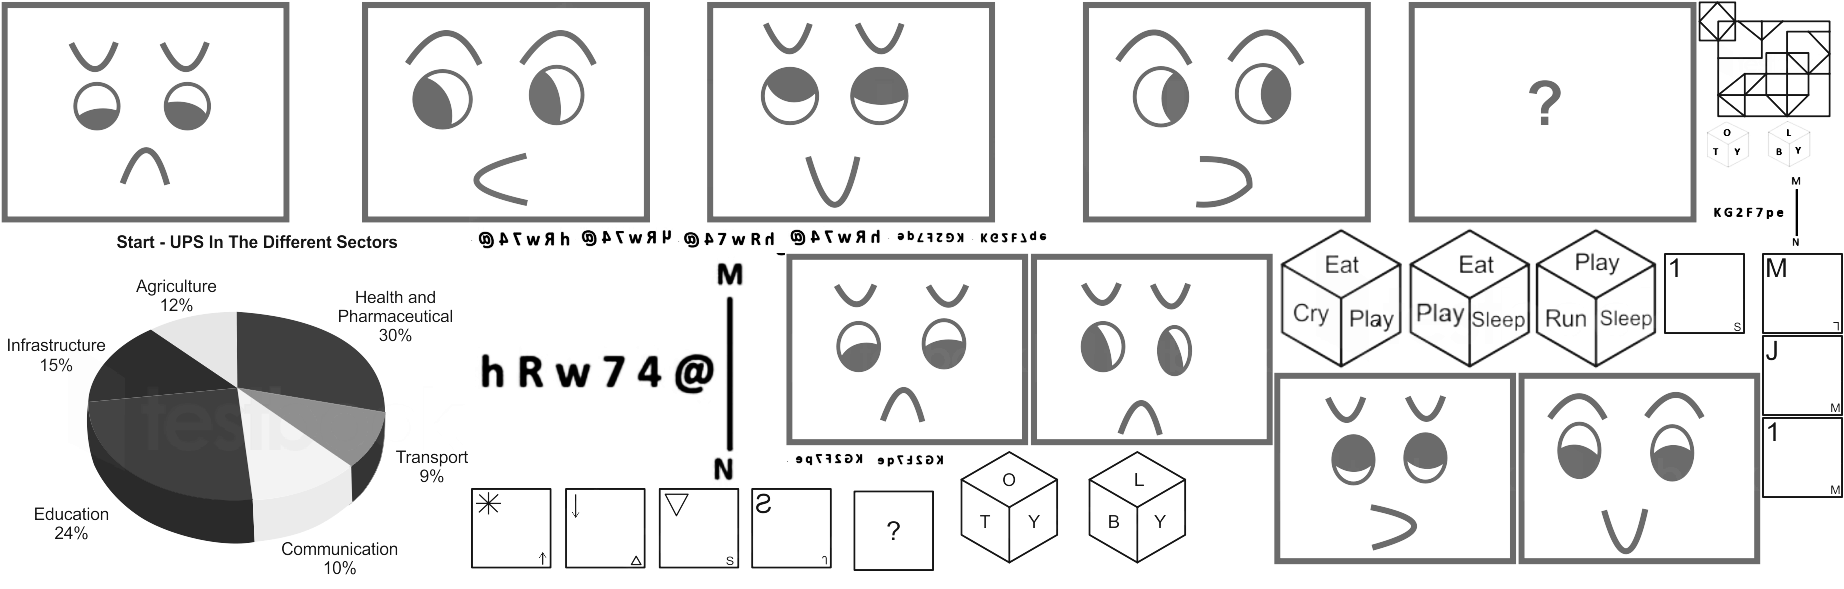 ?
O
T Y
L
B Y
M
KG2F7pe
N
Start - UPS In The Different Sectors
Agriculture
12%
Health and
Pharmaceutical
30%
Infrastructure
15%
Transport
9%
Education
24%
Communication
10%
M
hRw74@
N
Eat
Cry Play
Eat
Play Sleep
Play
Run Sleep
1
S
M
J
M
1
M
S
?
O
T Y
L
B Y